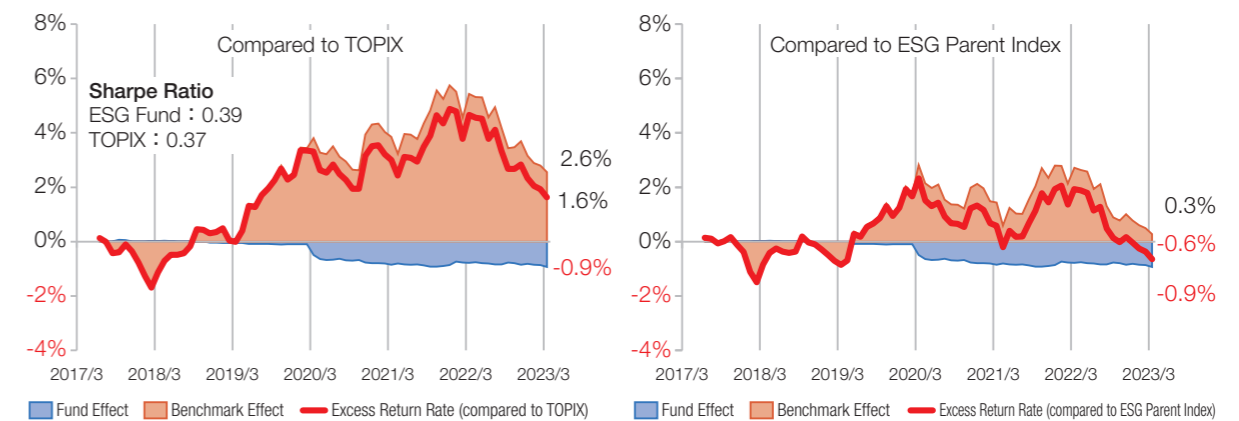 Compared to TOPIX
8%
6%
4%
2%
0%
-2%
-4%
Sharpe Ratio
ESG Fund：0.39
TOPIX：0.37
2.6%
1.6%
-0.9%
2017/3 2018/3 2019/3 2020/3 2021/3 2022/3 2023/3
Fund Effect Benchmark Effect Excess Return Rate (compared to TOPIX)
Compared to ESG Parent Index
8%
6%
4%
2%
0%
-2%
-4%
0.3%
-0.6%
-0.9%
2017/3 2018/3 2019/3 2020/3 2021/3 2022/3 2023/3
Fund Effect Benchmark Effect Excess Return Rate (compared to ESG Parent Index)